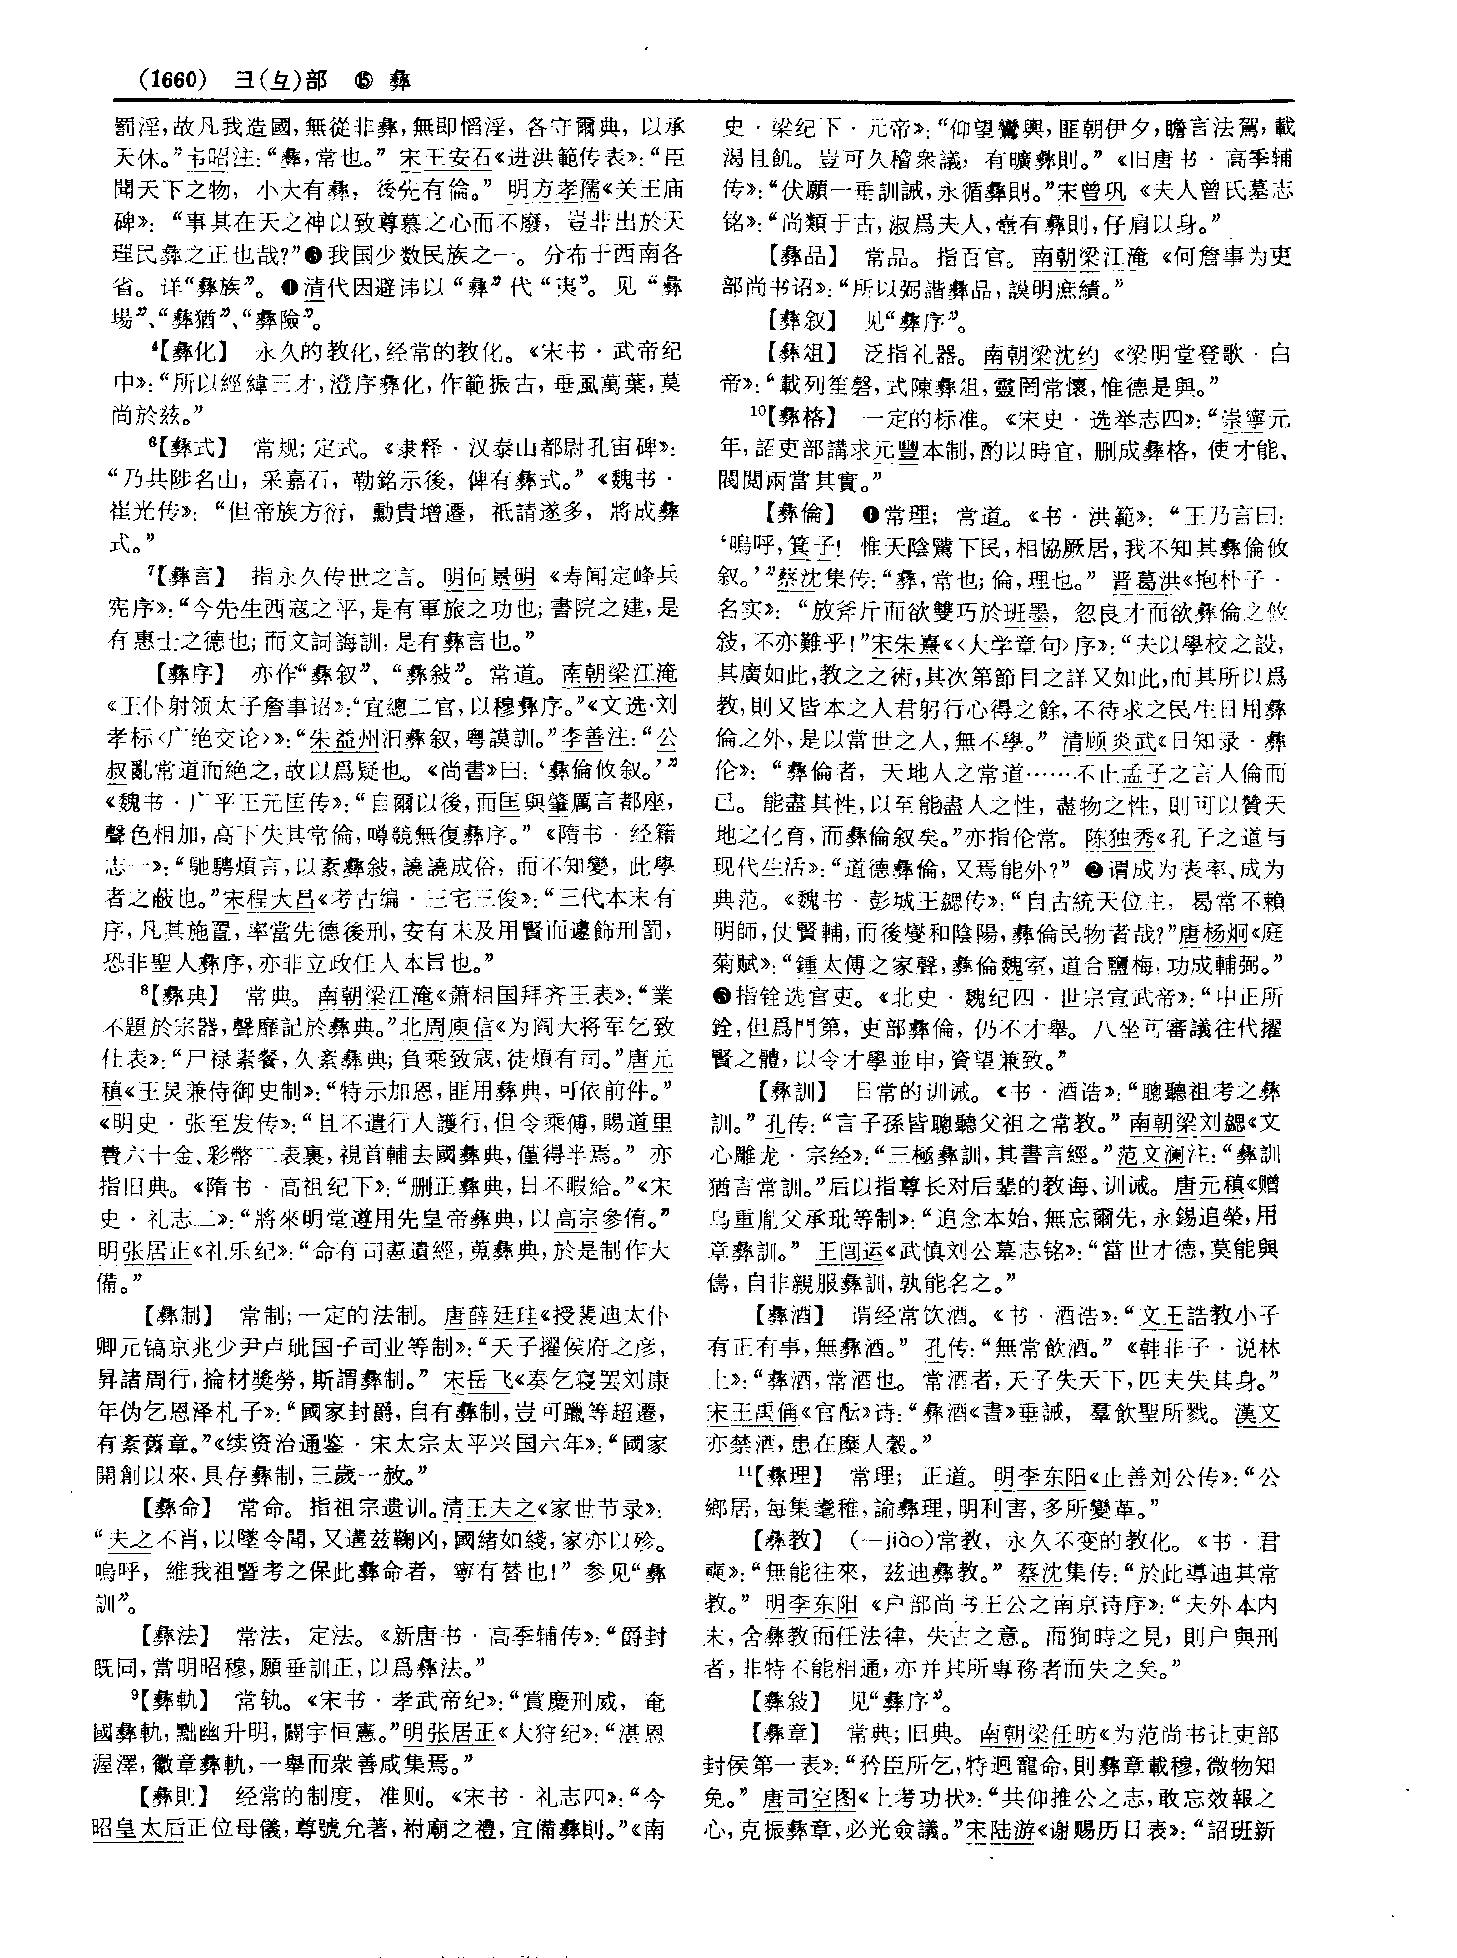 (1660) 彐(彑)部 ⑮ 彝
罰淫,故凡我造國,無從非彝,無即慆淫,各守爾典,以承
天休。”韦昭注:“彝,常也。”宋王安石《进洪範传表》:“臣
聞天下之物,小大有彝,後先有倫。”明方孝孺《关王庙
碑》:“事其在天之神以致尊慕之心而不廢,豈非出於天
理民彝之正也哉?”❸我国少数民族之一。分布于西南各
省。详“彝族”。❹清代因避讳以“彝”代“夷”。见“彝
場”、“彝猶”、“彝險”。
4【彝化】 永久的教化,经常的教化。《宋书·武帝纪
中》:“所以經緯三才,澄序彝化,作範振古,垂風萬葉,莫
尚於兹。”
6【彝式】 常规;定式。《隶释·汉泰山都尉孔宙碑》:
“乃共陟名山,采嘉石,勒銘示後,俾有彝式。”《魏书·
崔光传》:“但帝族方衍,勳貴增遷,祇請遂多,將成彝
式。”
7【彝言】 指永久传世之言。明何景明《寿闻定峰兵
宪序》:“今先生西寇之平,是有軍旅之功也;書院之建,是
有惠士之德也;而文詞誨訓,是有彝言也。”
【彝序】 亦作“彝叙”、“彝敍”。常道。南朝梁江淹
《王仆射领太子詹事诏》:“宜總二官,以穆彝序。”《文选·刘
孝标〈广绝交论〉》:“朱益州汩彝叙,粤謨訓。”李善注:“公
叔亂常道而絶之,故以爲疑也。《尚書》曰:‘彝倫攸叙。’”
《魏书·广平王元匡传》:“自爾以後,而匡與肇厲言都座,
聲色相加,高下失其常倫,噂競無復彝序。”《隋书·经籍
志一》:“馳騁煩言,以紊彝敍,譊譊成俗,而不知變,此學
者之蔽也。”宋程大昌《考古编·三宅三俊》:“三代本末有
序,凡其施置,率當先德後刑,安有未及用賢而遽飾刑罰,
恐非聖人彝序,亦非立政任人本旨也。”
8【彝典】 常典。南朝梁江淹《萧相国拜齐王表》:“業
不題於宗器,聲靡記於彝典。”北周庾信《为阎大将军乞致
仕表》:“尸禄素餐,久紊彝典;負乘致寇,徒煩有司。”唐元
稹《王炅兼侍御史制》:“特示加恩,匪用彝典,可依前件。”
《明史·张至发传》:“且不遣行人護行,但令乘傳,賜道里
費六十金、彩幣二表裏,視首輔去國彝典,僅得半焉。”亦
指旧典。《隋书·高祖纪下》:“删正彝典,日不暇給。”《宋
史·礼志二》:“將來明堂遵用先皇帝彝典,以高宗參侑。”
明张居正《礼乐纪》:“命有司惠遺經,蒐彝典,於是制作大
備。”
【彝制】 常制;一定的法制。唐薛廷珪《授裴迪太仆
卿元镐京兆少尹卢玭国子司业等制》:“天子擢侯府之彦,
昇諸周行,掄材獎勞,斯謂彝制。”宋岳飞《奏乞寝罢刘康
年伪乞恩泽札子》:“國家封爵,自有彝制,豈可躐等超遷,
有紊舊章。”《续资治通鉴·宋太宗太平兴国六年》:“國家
開創以來,具存彝制,三歲一赦。”
【彝命】 常命。指祖宗遗训。清王夫之《家世节录》:
“夫之不肖,以墜令聞,又遘兹鞠凶,國緒如綫,家亦以殄。
嗚呼,維我祖暨考之保此彝命者,寧有替也!”参见“彝
訓”。
【彝法】 常法,定法。《新唐书·高季辅传》:“爵封
既同,當明昭穆,願垂訓正,以爲彝法。”
9【彝軌】 常轨。《宋书·孝武帝纪》:“賞慶刑威,奄
國彝軌,黜幽升明,闢宇恒憲。”明张居正《大狩纪》:“湛恩
渥澤,徽章彝軌,一舉而衆善咸集焉。”
【彝則】 经常的制度,准则。《宋书·礼志四》:“今
昭皇太后正位母儀,尊號允著,祔廟之禮,宜備彝則。”《南
史·梁纪下·元帝》:“仰望鑾輿,匪朝伊夕,瞻言法駕,載
渴且飢。豈可久稽衆議,有曠彝則。”《旧唐书·高季辅
传》:“伏願一垂訓誡,永循彝則。”宋曾巩《夫人曾氏墓志
铭》:“尚類于古,淑爲夫人,壼有彝則,仔肩以身。”
【彝品】 常品。指百官。南朝梁江淹《何詹事为吏
部尚书诏》:“所以弼諧彝品,謨明庶績。”
【彝叙】 见“彝序”。
【彝俎】 泛指礼器。南朝梁沈约《梁明堂登歌·白
帝》:“載列笙磬,式陳彝俎,靈罔常懷,惟德是與。”
10【彝格】 一定的标准。《宋史·选举志四》:“崇寧元
年,詔吏部講求元豐本制,酌以時宜,删成彝格,使才能、
閥閲兩當其實。”
【彝倫】 ❶常理;常道。《书·洪範》:“王乃言曰:
‘嗚呼,箕子!惟天陰騭下民,相協厥居,我不知其彝倫攸
叙。’”蔡沈集传:“彝,常也;倫,理也。”晋葛洪《抱朴子·
名实》:“放斧斤而欲雙巧於班墨,忽良才而欲彝倫之攸
敍,不亦難乎!”宋朱熹《〈大学章句〉序》:“夫以學校之設,
其廣如此,教之之術,其次第節目之詳又如此,而其所以爲
教,則又皆本之人君躬行心得之餘,不待求之民生日用彝
倫之外,是以當世之人,無不學。”清顾炎武《日知录·彝
伦》:“彝倫者,天地人之常道……不止孟子之言人倫而
已。能盡其性,以至能盡人之性,盡物之性,則可以贊天
地之化育,而彝倫叙矣。”亦指伦常。陈独秀《孔子之道与
现代生活》:“道德彝倫,又焉能外?”❷谓成为表率、成为
典范。《魏书·彭城王勰传》:“自古統天位主,曷常不賴
明師,仗賢輔,而後燮和陰陽,彝倫民物者哉?”唐杨炯《庭
菊赋》:“鍾太傅之家聲,彝倫魏室,道合鹽梅,功成輔弼。”
❸指铨选官吏。《北史·魏纪四·世宗宣武帝》:“中正所
銓,但爲門第,吏部彝倫,仍不才舉。八坐可審議往代擢
賢之體,以令才學並申,資望兼致。”
【彝訓】 日常的训诫。《书·酒诰》:“聰聽祖考之彝
訓。”孔传:“言子孫皆聰聽父祖之常教。”南朝梁刘勰《文
心雕龙·宗经》:“三極彝訓,其書言經。”范文澜注:“彝訓
猶言常訓。”后以指尊长对后辈的教诲、训诫。唐元稹《赠
乌重胤父承玼等制》:“追念本始,無忘爾先,永錫追榮,用
章彝訓。”王闿运《武慎刘公墓志铭》:“當世才德,莫能與
儔,自非親服彝訓,孰能名之。”
【彝酒】 谓经常饮酒。《书·酒诰》:“文王誥教小子
有正有事,無彝酒。”孔传:“無常飲酒。”《韩非子·说林
上》:“彝酒,常酒也。常酒者,天子失天下,匹夫失其身。”
宋王禹偁《官酝》诗:“彝酒《書》垂誡,羣飲聖所戮。漢文
亦禁酒,患在糜人穀。”
11【彝理】 常理;正道。明李东阳《止善刘公传》:“公
鄉居,每集耄稚,諭彝理,明利害,多所變革。”
【彝教】 (—jiào)常教,永久不变的教化。《书·君
奭》:“無能往來,兹迪彝教。”蔡沈集传:“於此導迪其常
教。”明李东阳《户部尚书王公之南京诗序》:“夫外本内
末,舍彝教而任法律,失古之意。而狥時之見,則户與刑
者,非特不能相通,亦并其所專務者而失之矣。”
【彝敍】 见“彝序”。
【彝章】 常典;旧典。南朝梁任昉《为范尚书让吏部
封侯第一表》:“矜臣所乞,特迴寵命,則彝章載穆,微物知
免。”唐司空图《上考功状》:“共仰推公之志,敢忘效報之
心,克振彝章,必光僉議。”宋陆游《谢赐历日表》:“詔班新